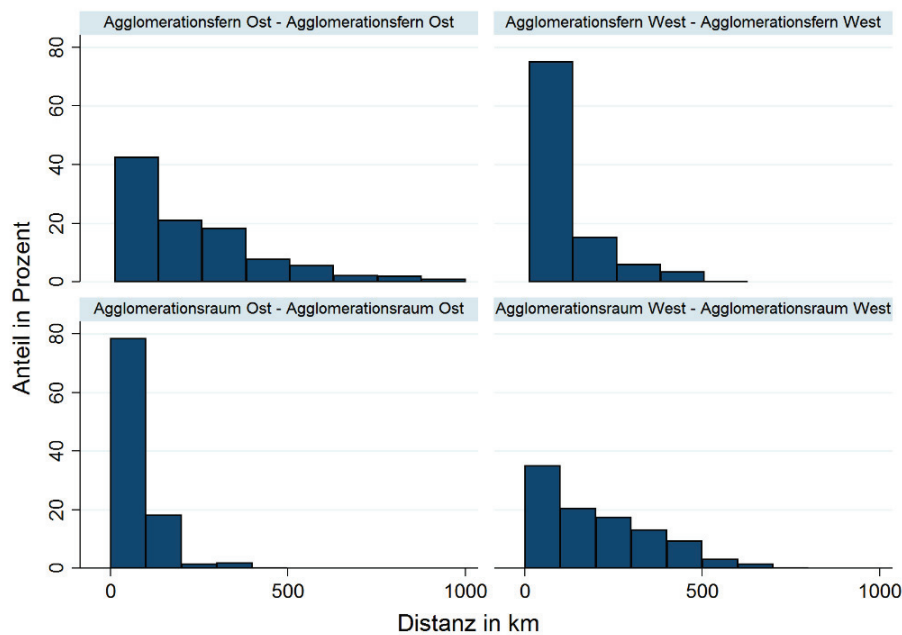 Agglomerationsfern Ost - Agglomerationsfern Ost
Agglomerationsfern West - Agglomerationsfern West
80
60
40
20
0
Agglomerationsraum Ost - Agglomerationsraum Ost
Agglomerationsraum West - Agglomerationsraum West
80
60
40
20
0
0 500 1000
0 500 1000
Anteil in Prozent
Distanz in km